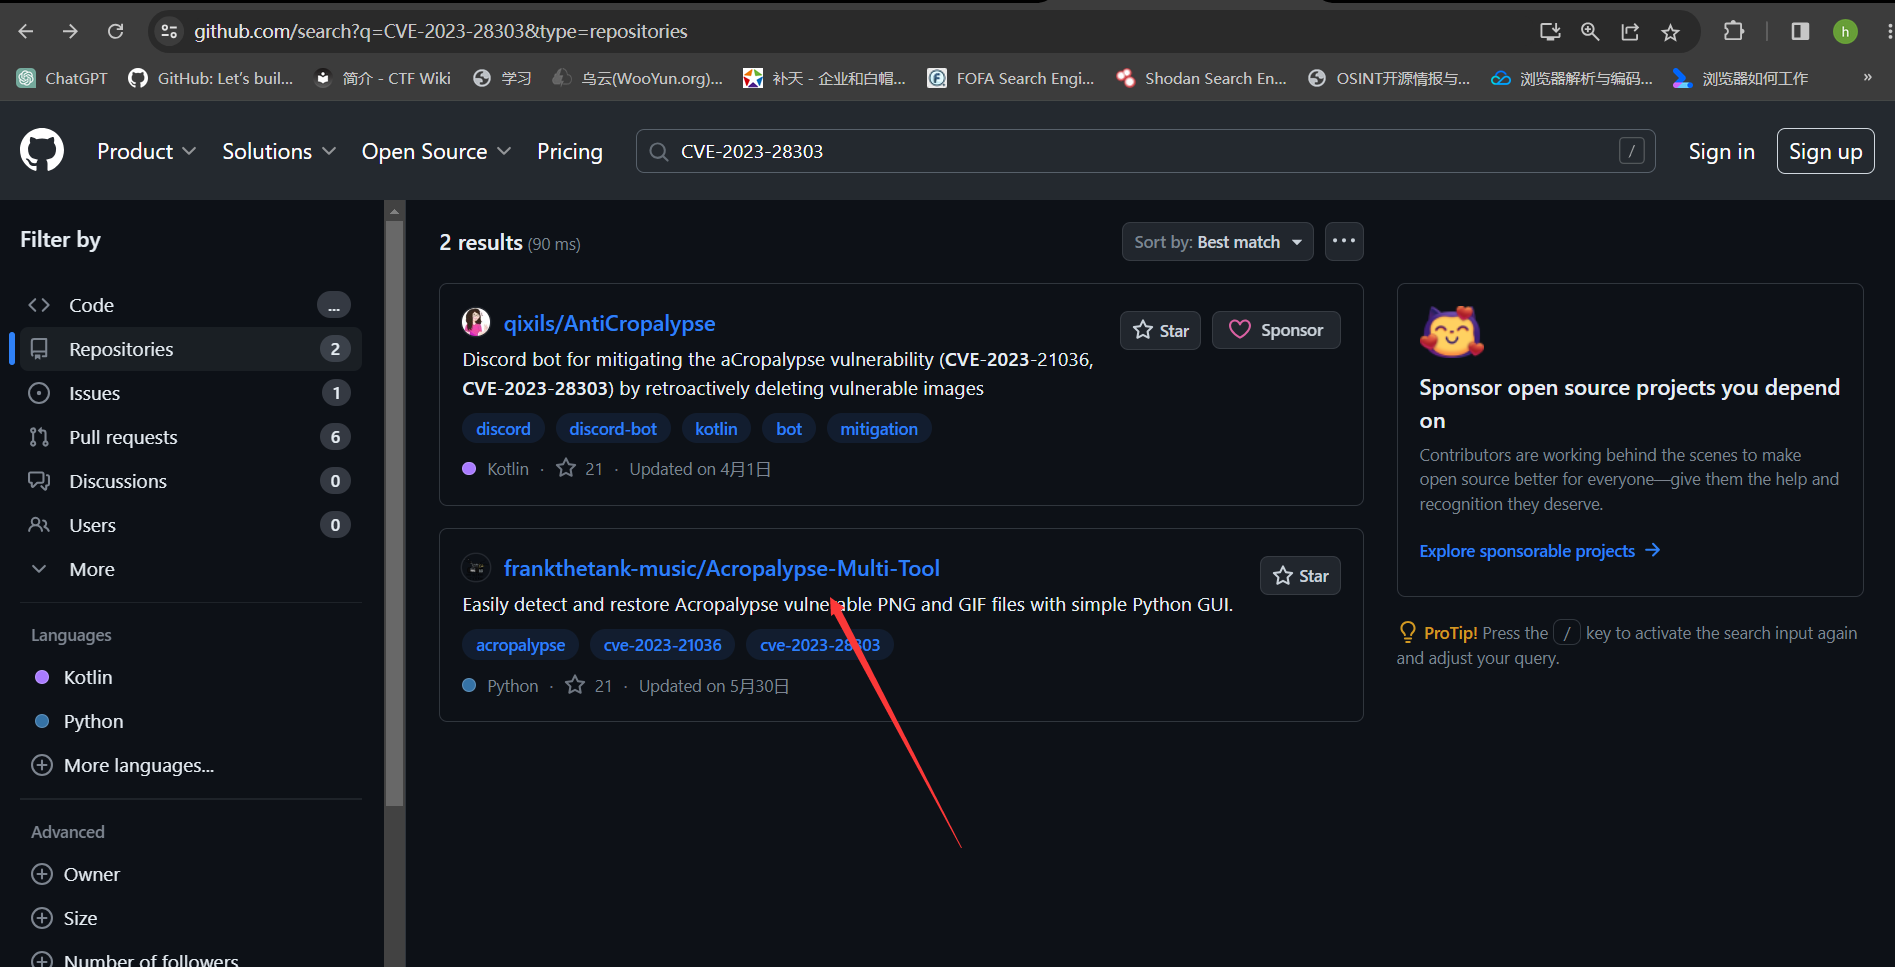 github.com/search?q=CVE-2023-28303&type=repositories
h
ChatGPT
GitHub: Let's buil...
简介 - CTF Wiki
学习
乌云(WooYun.org)...
补天 - 企业和白帽...
FOFA Search Engi...
Shodan Search En...
OSINT开源情报与...
浏览器解析与编码...
浏览器如何工作
»
Product
Solutions
Open Source
Pricing
CVE-2023-28303
/
Sign in
Sign up
Filter by
Code ...
Repositories 2
Issues 1
Pull requests 6
Discussions 0
Users 0
More
Languages
Kotlin
Python
More languages...
Advanced
Owner
Size
Number of followers
2 results (90 ms)
Sort by: Best match
...
qixils/AntiCropalypse
Star
Sponsor
Discord bot for mitigating the aCropalypse vulnerability (CVE-2023-21036,
CVE-2023-28303) by retroactively deleting vulnerable images
discord discord-bot kotlin bot mitigation
Kotlin · 21 · Updated on 4月1日
frankthetank-music/Acropalypse-Multi-Tool
Star
Easily detect and restore Acropalypse vulnerable PNG and GIF files with simple Python GUI.
acropalypse cve-2023-21036 cve-2023-28303
Python · 21 · Updated on 5月30日
Sponsor open source projects you depend
on
Contributors are working behind the scenes to make
open source better for everyone—give them the help and
recognition they deserve.
Explore sponsorable projects →
ProTip! Press the / key to activate the search input again
and adjust your query.